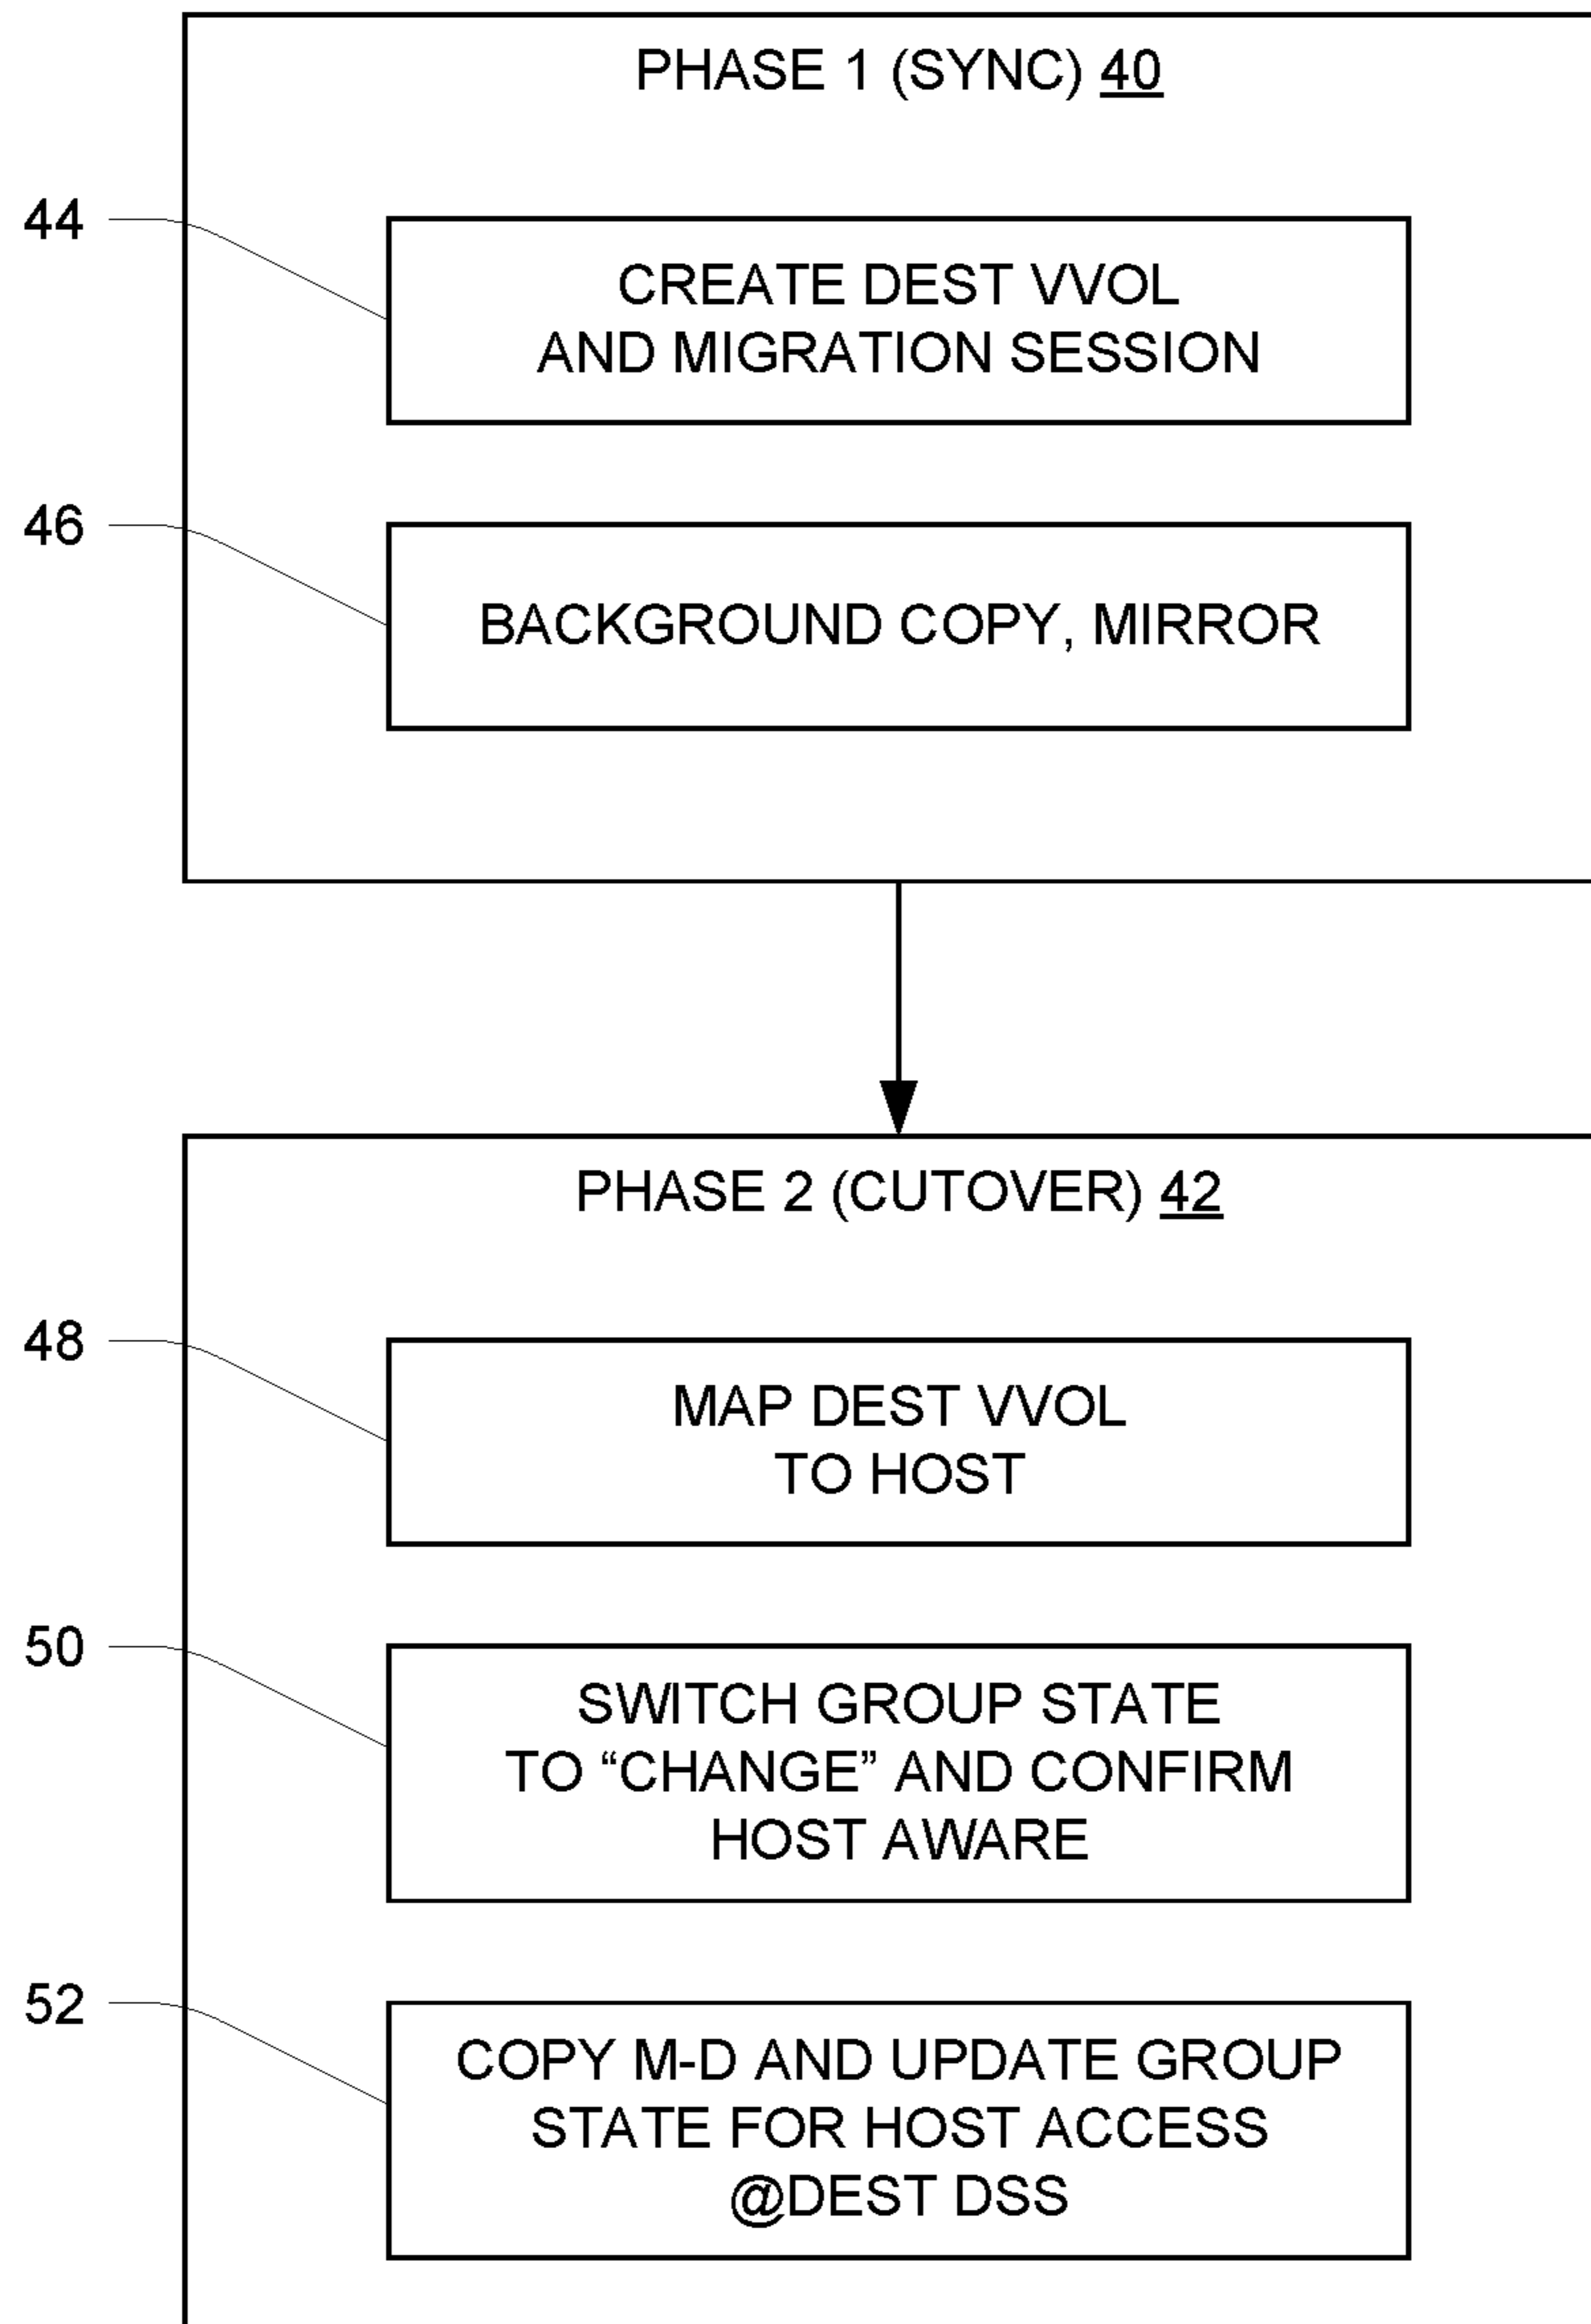 PHASE 1 (SYNC) 40
44
CREATE DEST VVOL
AND MIGRATION SESSION
46
BACKGROUND COPY, MIRROR
PHASE 2 (CUTOVER) 42
48
MAP DEST VVOL
TO HOST
50
SWITCH GROUP STATE
TO “CHANGE” AND CONFIRM
HOST AWARE
52
COPY M-D AND UPDATE GROUP
STATE FOR HOST ACCESS
@DEST DSS